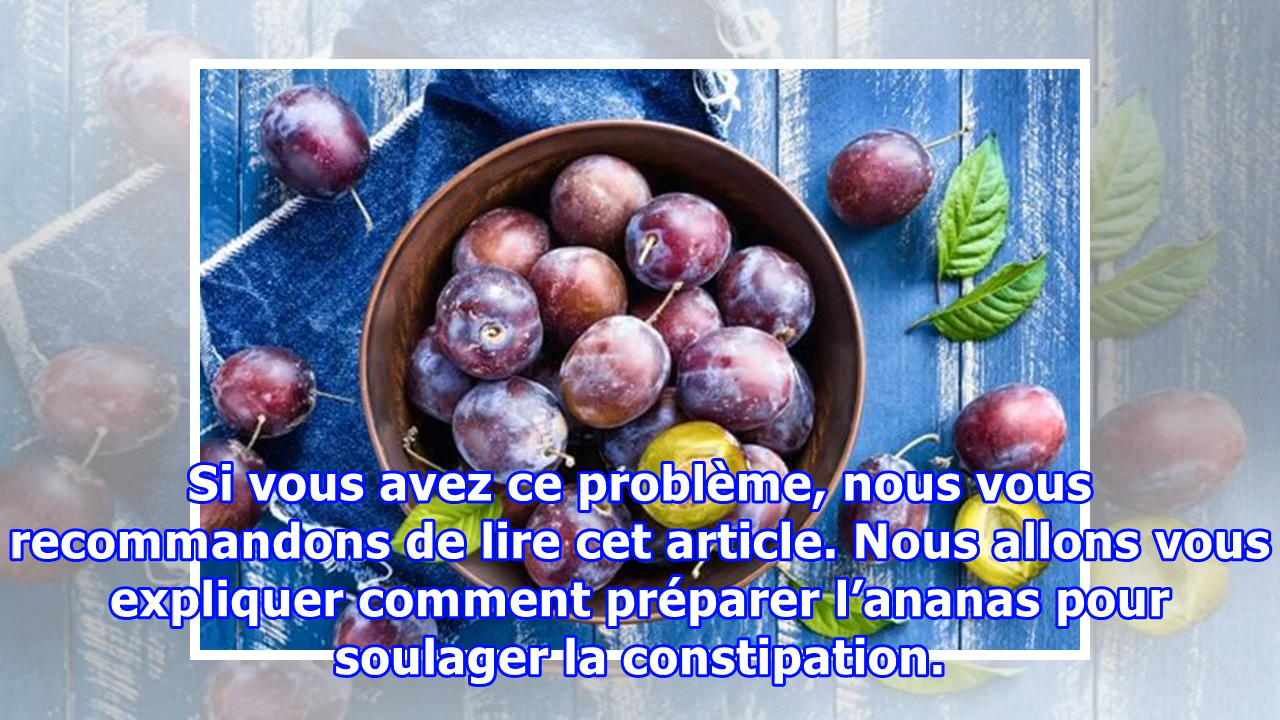 Si vous avez ce problème, nous vous
recommandons de lire cet article. Nous allons vous
expliquer comment préparer l’ananas pour
soulager la constipation.